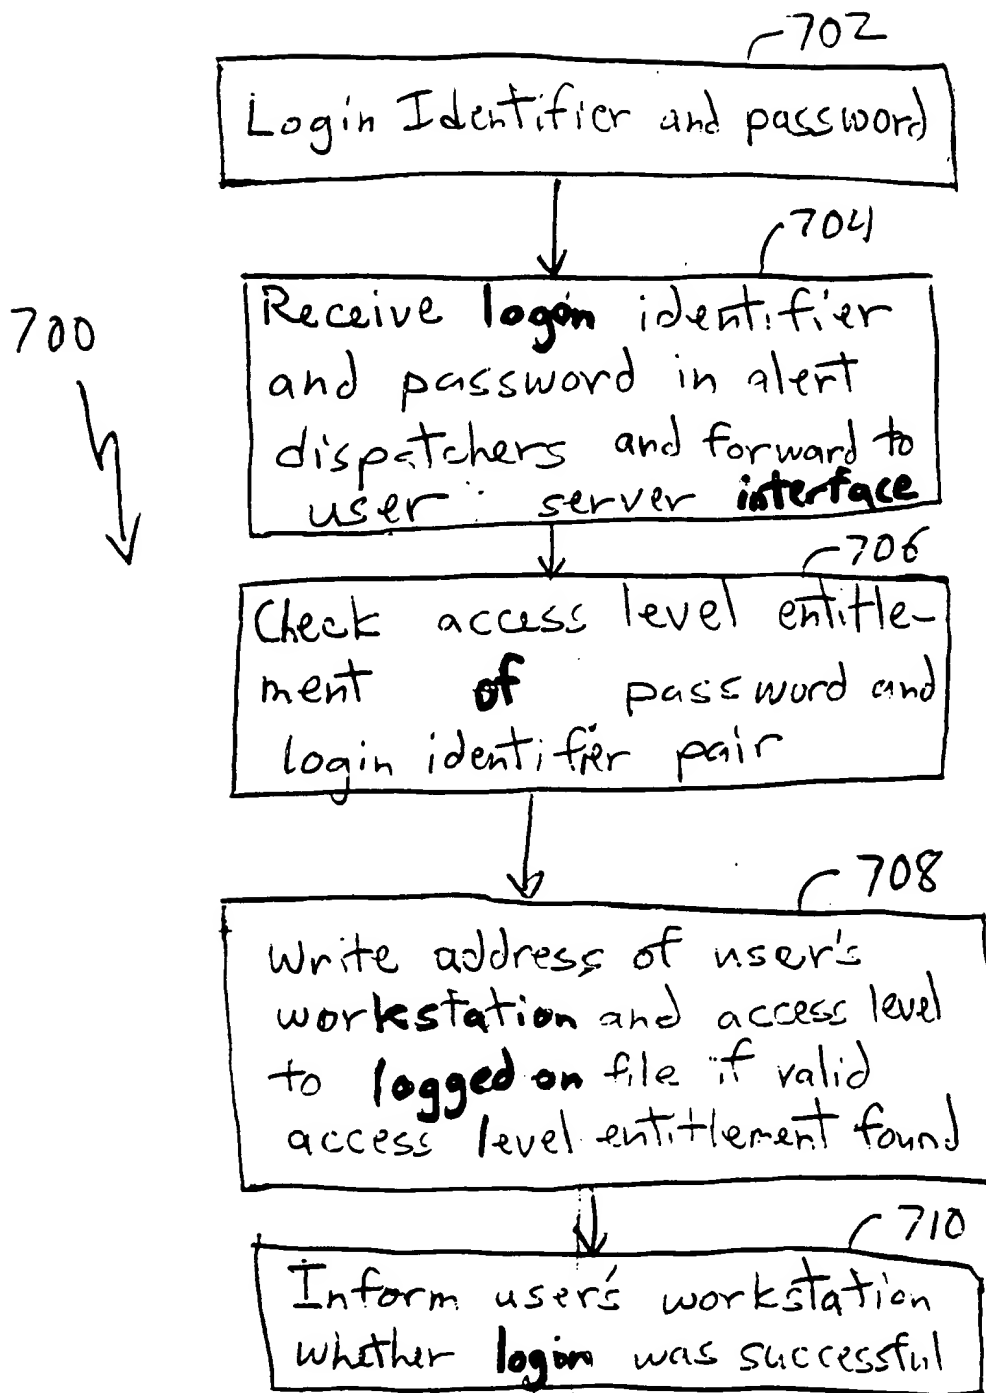 702
Login Identifier and password
704
700
Receive logon identifier
and password in alert
dispatchers and forward to
user server interface
706
Check access level entitle-
ment of password and
login identifier pair
708
Write address of user's
workstation and access level
to logged on file if valid
access level entitlement found
710
Inform user's workstation
whether login was successful